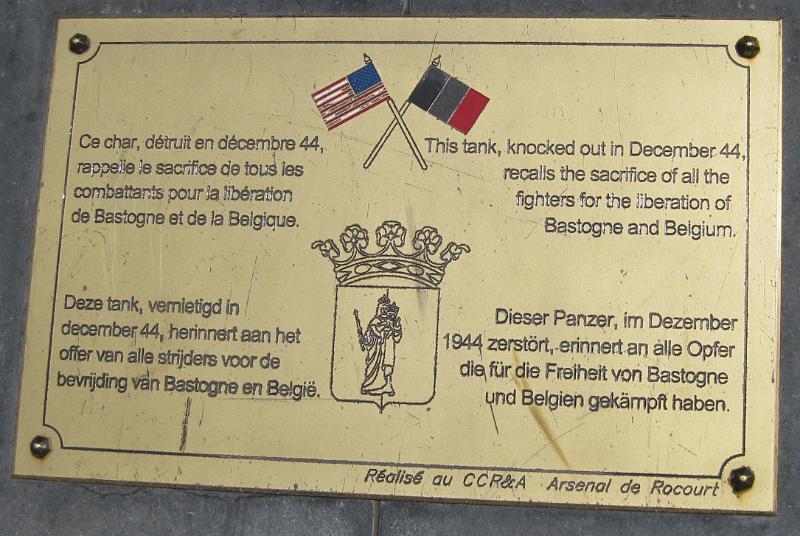 Ce char, détruit en décembre 44,
rappelle le sacrifice de tous les
combattants pour la libération
de Bastogne et de la Belgique.
This tank, knocked out in December 44,
recalls the sacrifice of all the
fighters for the liberation of
Bastogne and Belgium.
Deze tank, vernietigd in
december 44, herinnert aan het
offer van alle strijders voor de
bevrijding van Bastogne en België.
Dieser Panzer, im Dezember
1944 zerstört, erinnert an alle Opfer
die für die Freiheit von Bastogne
und Belgien gekämpft haben.
Réalisé au CCR&A Arsenal de Rocourt